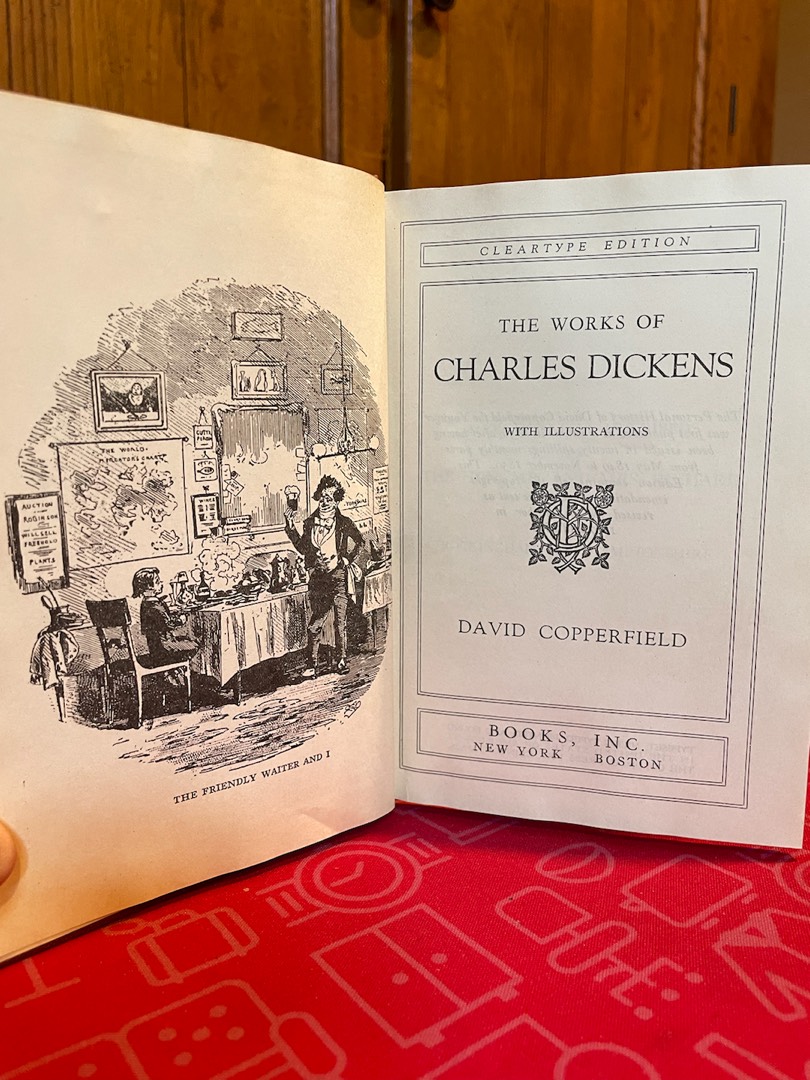 THE WORLD
AUCTION
ROBINSON
WILL SELL
FREEHOLD
PLANTS
THE FRIENDLY WAITER AND I
CLEARTYPE EDITION
THE WORKS OF
CHARLES DICKENS
WITH ILLUSTRATIONS
DAVID COPPERFIELD
BOOKS, INC.
NEW YORK BOSTON